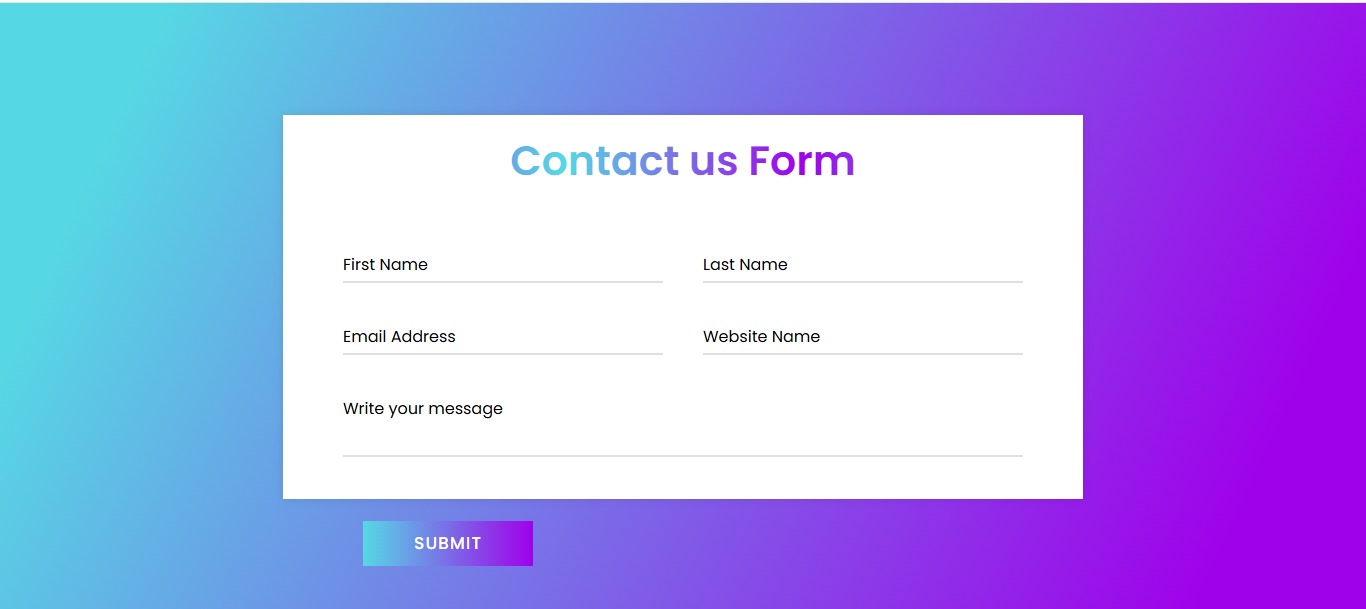 Contact us Form
First Name
Last Name
Email Address
Website Name
Write your message
SUBMIT